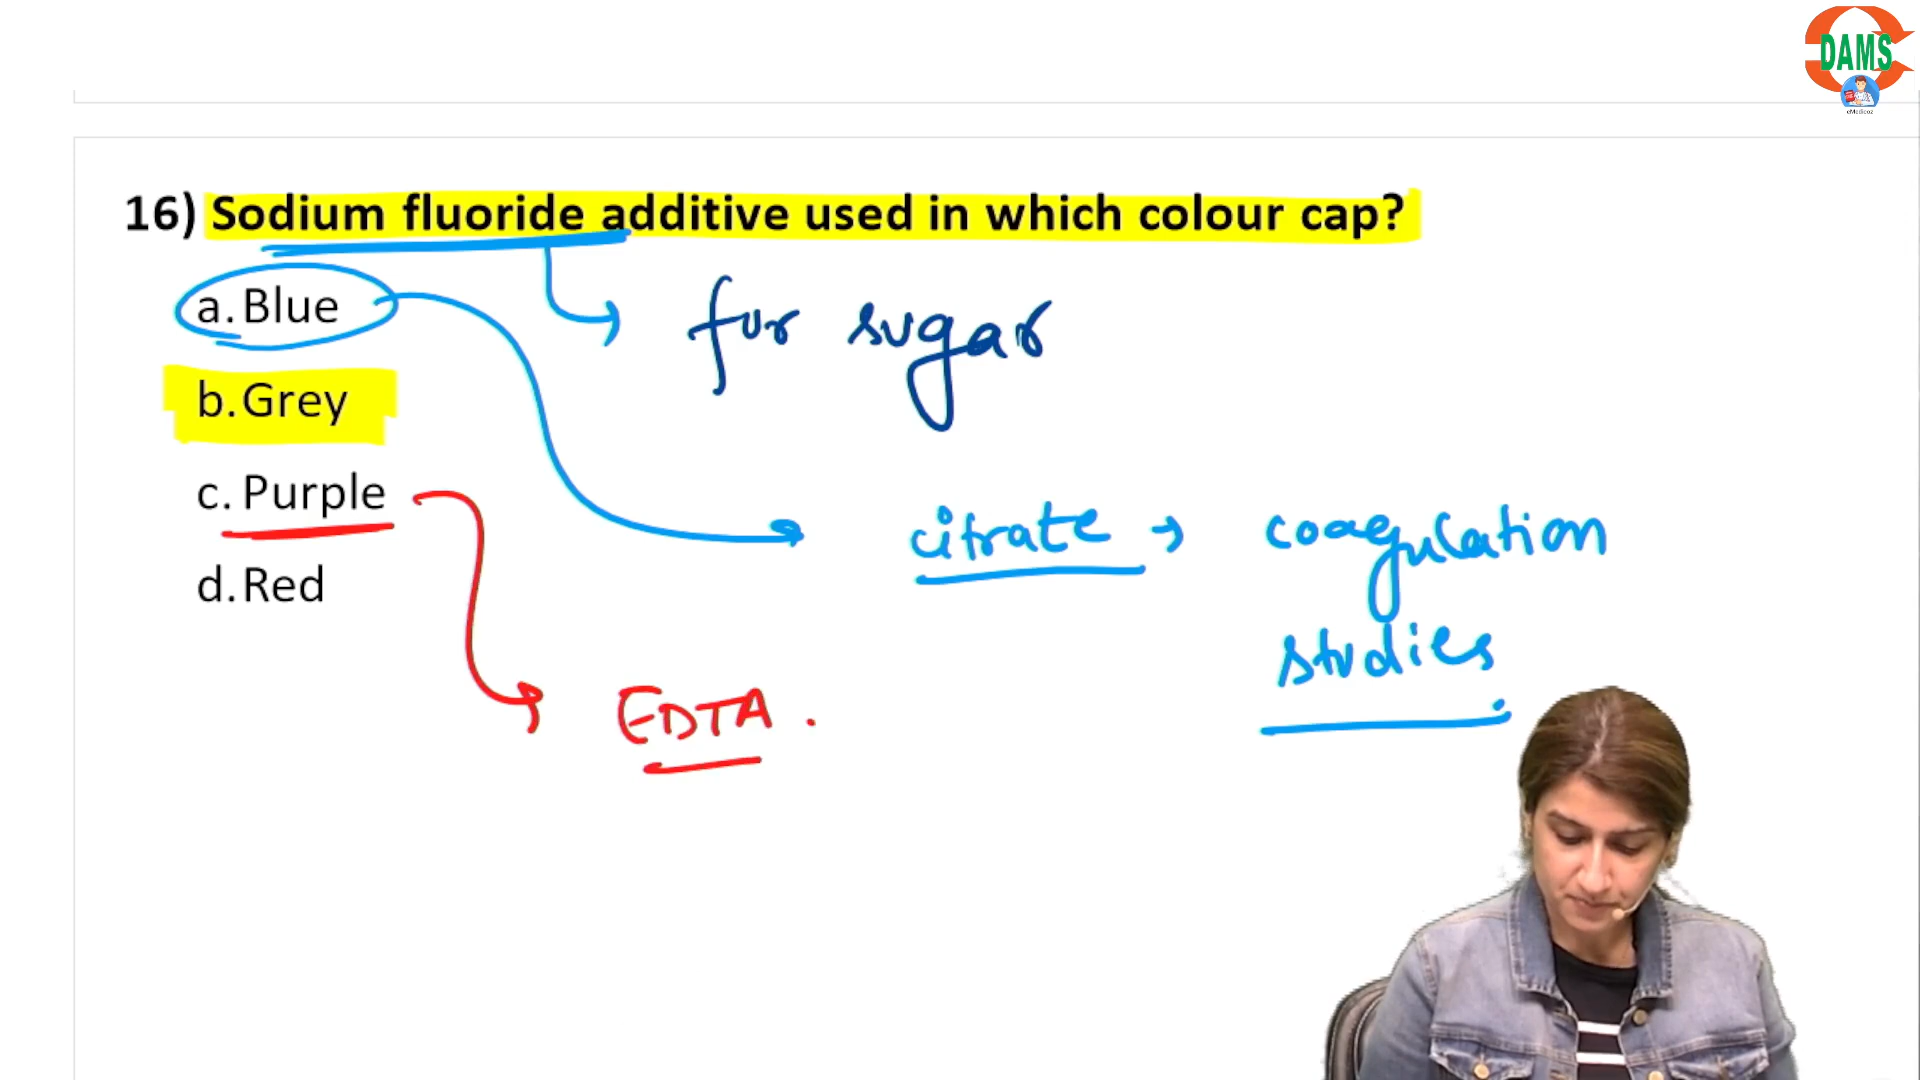 DAMS
eMedicoz
16) Sodium fluoride additive used in which colour cap?
a. Blue
for sugar
b. Grey
c. Purple
citrate → coagulation
studies
d. Red
EDTA.